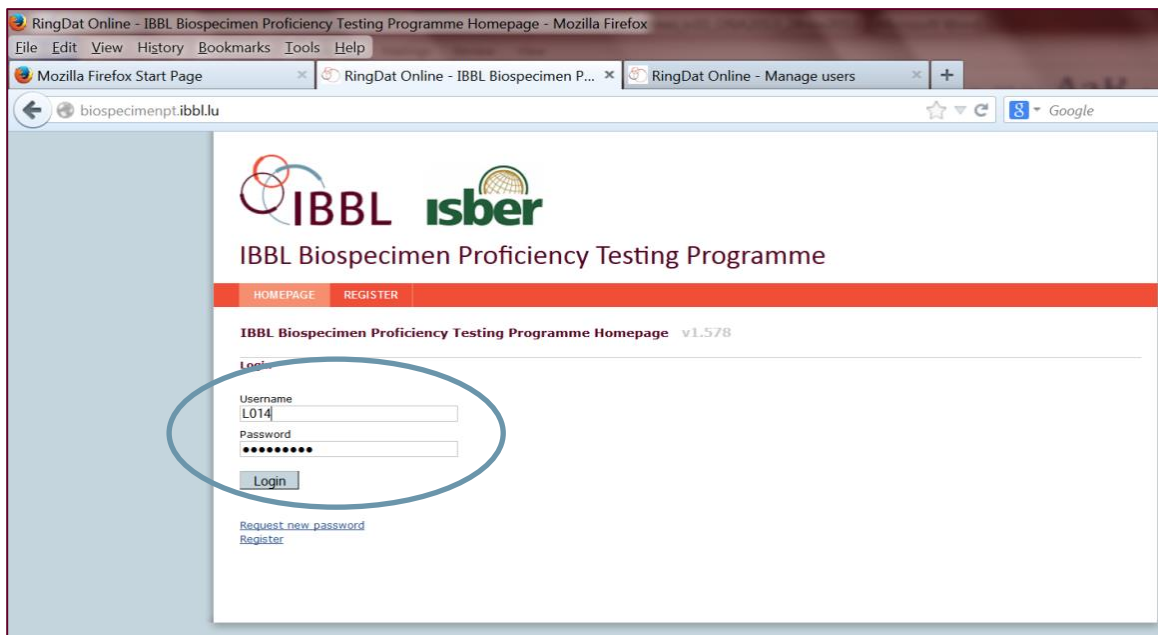 RingDat Online - IBBL Biospecimen Proficiency Testing Programme Homepage - Mozilla Firefox
File Edit View History Bookmarks Tools Help
Mozilla Firefox Start Page × RingDat Online - IBBL Biospecimen P... × RingDat Online - Manage users × +
biospecimenpt.ibbl.lu 8 Google
IBBL isber
IBBL Biospecimen Proficiency Testing Programme
HOMEPAGE REGISTER
IBBL Biospecimen Proficiency Testing Programme Homepage v1.578
Login
Username
L014
Password
●●●●●●●●●
Login
Request new password
Register